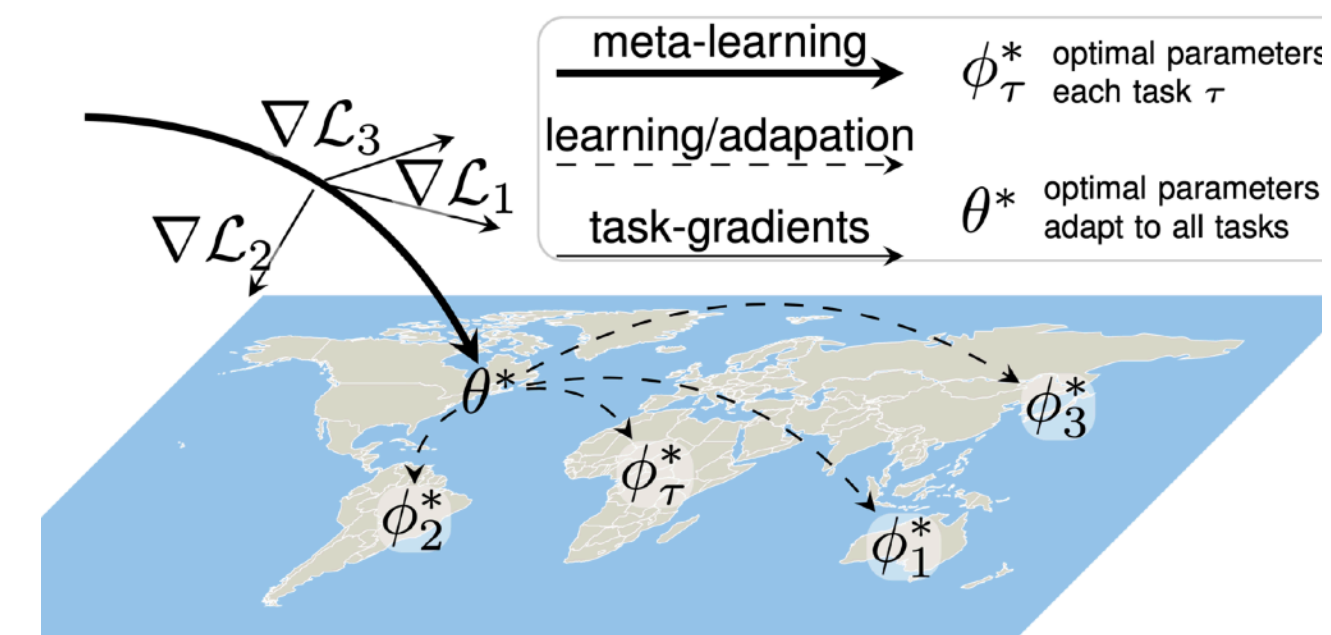 meta-learning
learning/adapation
task-gradients
ϕ*τ optimal parameters
each task τ
θ* optimal parameters
adapt to all tasks
∇ℒ3
∇ℒ1
∇ℒ2
θ*
ϕ*3
ϕ*τ
ϕ*2
ϕ*1